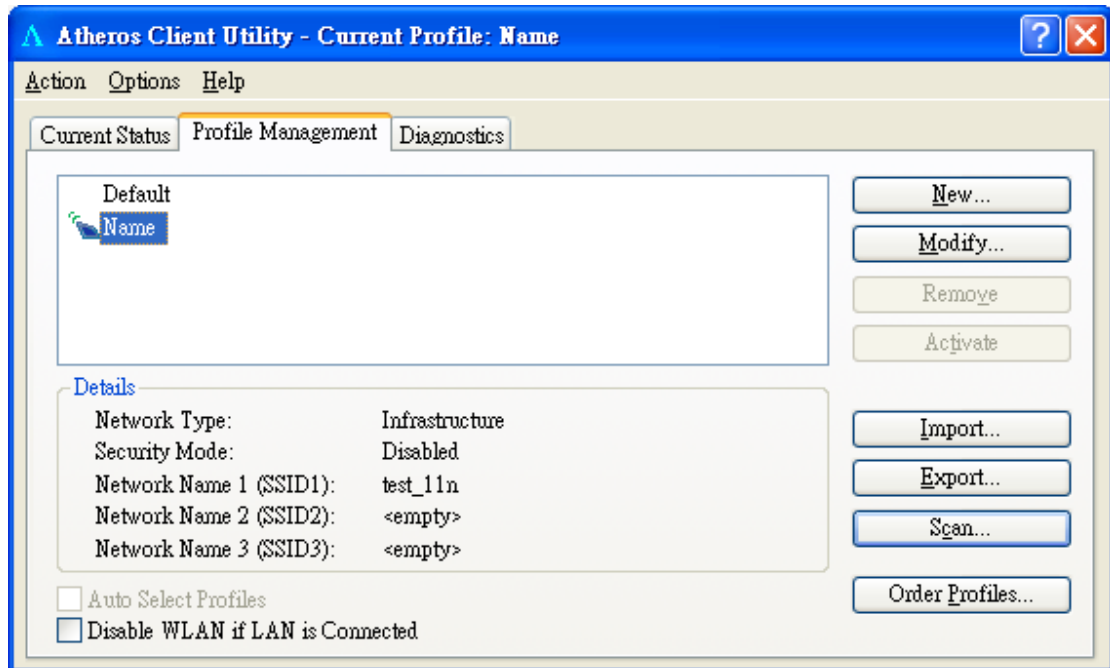 Atheros Client Utility - Current Profile: Name
Action Options Help
Current Status Profile Management Diagnostics
Default
Name
New...
Modify...
Remove
Activate
Details
Network Type: Infrastructure
Security Mode: Disabled
Network Name 1 (SSID1): test_11n
Network Name 2 (SSID2): <empty>
Network Name 3 (SSID3): <empty>
Import...
Export...
Scan...
Order Profiles...
Auto Select Profiles
Disable WLAN if LAN is Connected